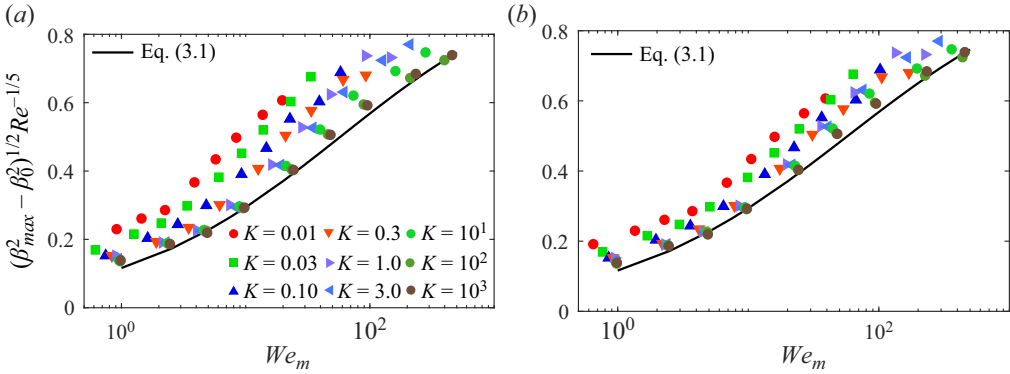 (a)
(b)
0.8
Eq. (3.1)
0.6
0.4
0.2
0
(β²max − β²0)^1/2 Re^−1/5
K = 0.01 K = 0.3 K = 10¹
K = 0.03 K = 1.0 K = 10²
K = 0.10 K = 3.0 K = 10³
10⁰ 10¹ 10²
Weₘ
0.8
Eq. (3.1)
0.6
0.4
0.2
0
10⁰ 10¹ 10²
Weₘ